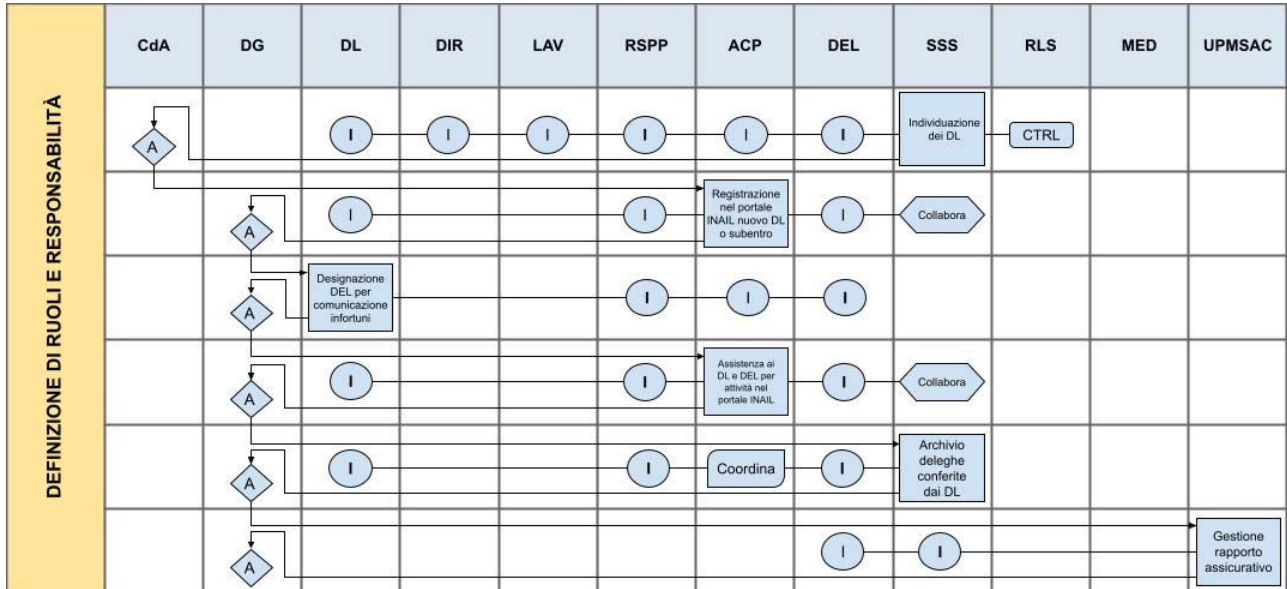 DEFINIZIONE DI RUOLI E RESPONSABILITÀ
CdA DG DL DIR LAV RSPP ACP DEL SSS RLS MED UPMSAC
A
I I I I I I
Individuazione
dei DL
CTRL
A
I I
Registrazione
nel portale
INAIL nuovo DL
o subentro
I
Collabora
A
Designazione
DEL per
comunicazione
infortuni
I I I
A
I I
Assistenza ai
DL e DEL per
attività nel
portale INAIL
I
Collabora
A
I I
Coordina
I
Archivio
deleghe
conferite
dai DL
A
I I
Gestione
rapporto
assicurativo